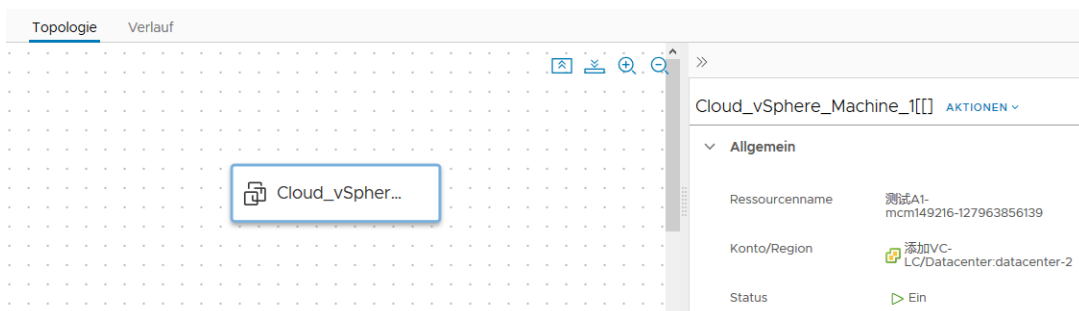 Topologie Verlauf
Cloud_vSpher...
Cloud_vSphere_Machine_1[[] AKTIONEN
Allgemein
Ressourcenname
测试A1-
mcm149216-127963856139
Konto/Region
添加VC-
LC/Datacenter:datacenter-2
Status
Ein